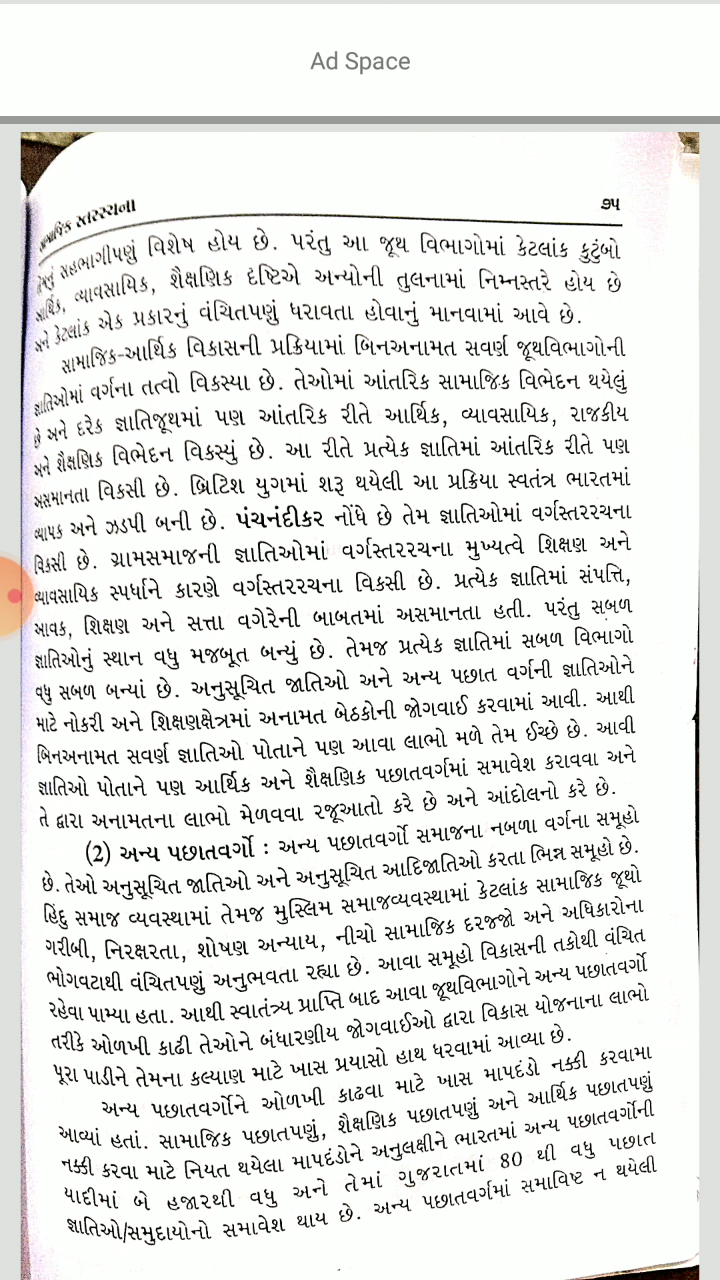 Ad Space
સામાજિક સ્તરરચના ૭૫
તેમનું સહભાગીપણું વિશેષ હોય છે. પરંતુ આ જૂથ વિભાગોમાં કેટલાંક કુટુંબો
આર્થિક, વ્યાવસાયિક, શૈક્ષણિક દૃષ્ટિએ અન્યોની તુલનામાં નિમ્નસ્તરે હોય છે
અને કેટલાંક એક પ્રકારનું વંચિતપણું ધરાવતા હોવાનું માનવામાં આવે છે.
સામાજિક-આર્થિક વિકાસની પ્રક્રિયામાં બિનઅનામત સવર્ણ જૂથવિભાગોની
જ્ઞાતિઓમાં વર્ગના તત્વો વિકસ્યા છે. તેઓમાં આંતરિક સામાજિક વિભેદન થયેલું
છે અને દરેક જ્ઞાતિજૂથમાં પણ આંતરિક રીતે આર્થિક, વ્યાવસાયિક, રાજકીય
અને શૈક્ષણિક વિભેદન વિકસ્યું છે. આ રીતે પ્રત્યેક જ્ઞાતિમાં આંતરિક રીતે પણ
અસમાનતા વિકસી છે. બ્રિટિશ યુગમાં શરૂ થયેલી આ પ્રક્રિયા સ્વતંત્ર ભારતમાં
વ્યાપક અને ઝડપી બની છે. પંચનંદીકર નોંધે છે તેમ જ્ઞાતિઓમાં વર્ગસ્તરરચના
વિકસી છે. ગ્રામસમાજની જ્ઞાતિઓમાં વર્ગસ્તરરચના મુખ્યત્વે શિક્ષણ અને
વ્યાવસાયિક સ્પર્ધાને કારણે વર્ગસ્તરરચના વિકસી છે. પ્રત્યેક જ્ઞાતિમાં સંપત્તિ,
આવક, શિક્ષણ અને સત્તા વગેરેની બાબતમાં અસમાનતા હતી. પરંતુ સબળ
જ્ઞાતિઓનું સ્થાન વધુ મજબૂત બન્યું છે. તેમજ પ્રત્યેક જ્ઞાતિમાં સબળ વિભાગો
વધુ સબળ બન્યાં છે. અનુસૂચિત જાતિઓ અને અન્ય પછાત વર્ગની જ્ઞાતિઓને
માટે નોકરી અને શિક્ષણક્ષેત્રમાં અનામત બેઠકોની જોગવાઈ કરવામાં આવી. આથી
બિનઅનામત સવર્ણ જ્ઞાતિઓ પોતાને પણ આવા લાભો મળે તેમ ઈચ્છે છે. આવી
જ્ઞાતિઓ પોતાને પણ આર્થિક અને શૈક્ષણિક પછાતવર્ગમાં સમાવેશ કરાવવા અને
તે દ્વારા અનામતના લાભો મેળવવા રજૂઆતો કરે છે અને આંદોલનો કરે છે.
(2) અન્ય પછાતવર્ગો : અન્ય પછાતવર્ગો સમાજના નબળા વર્ગના સમૂહો
છે. તેઓ અનુસૂચિત જાતિઓ અને અનુસૂચિત આદિજાતિઓ કરતા ભિન્ન સમૂહો છે.
હિંદુ સમાજ વ્યવસ્થામાં તેમજ મુસ્લિમ સમાજવ્યવસ્થામાં કેટલાંક સામાજિક જૂથો
ગરીબી, નિરક્ષરતા, શોષણ અન્યાય, નીચો સામાજિક દરજ્જો અને અધિકારોના
ભોગવટાથી વંચિતપણું અનુભવતા રહ્યા છે. આવા સમૂહો વિકાસની તકોથી વંચિત
રહેવા પામ્યા હતા. આથી સ્વાતંત્ર્ય પ્રાપ્તિ બાદ આવા જૂથવિભાગોને અન્ય પછાતવર્ગો
તરીકે ઓળખી કાઢી તેઓને બંધારણીય જોગવાઈઓ દ્વારા વિકાસ યોજનાના લાભો
પૂરા પાડીને તેમના કલ્યાણ માટે ખાસ પ્રયાસો હાથ ધરવામાં આવ્યા છે.
અન્ય પછાતવર્ગોને ઓળખી કાઢવા માટે ખાસ માપદંડો નક્કી કરવામા
આવ્યાં હતાં. સામાજિક પછાતપણું, શૈક્ષણિક પછાતપણું અને આર્થિક પછાતપણું
નક્કી કરવા માટે નિયત થયેલા માપદંડોને અનુલક્ષીને ભારતમાં અન્ય પછાતવર્ગોની
યાદીમાં બે હજારથી વધુ અને તેમાં ગુજરાતમાં 80 થી વધુ પછાત
જ્ઞાતિઓ/સમુદાયોનો સમાવેશ થાય છે. અન્ય પછાતવર્ગમાં સમાવિષ્ટ ન થયેલી